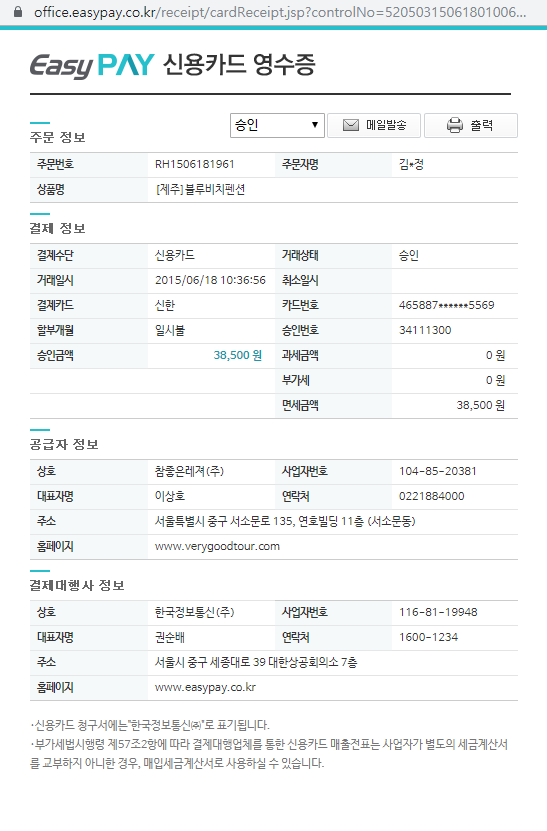 office.easypay.co.kr/receipt/cardReceipt.jsp?controlNo=52050315061801006...
Easy PAY 신용카드 영수증
승인 ▼ 메일발송 출력
주문 정보
주문번호 RH1506181961 주문자명 김*정
상품명 [제주]블루비치펜션
결제 정보
결제수단 신용카드 거래상태 승인
거래일시 2015/06/18 10:36:56 취소일시
결제카드 신한 카드번호 465887******5569
할부개월 일시불 승인번호 34111300
승인금액 38,500 원 과세금액 0 원
부가세 0 원
면세금액 38,500 원
공급자 정보
상호 참좋은레져(주) 사업자번호 104-85-20381
대표자명 이상호 연락처 0221884000
주소 서울특별시 중구 서소문로 135, 연호빌딩 11층 (서소문동)
홈페이지 www.verygoodtour.com
결제대행사 정보
상호 한국정보통신(주) 사업자번호 116-81-19948
대표자명 권순배 연락처 1600-1234
주소 서울시 중구 세종대로 39 대한상공회의소 7층
홈페이지 www.easypay.co.kr
·신용카드 청구서에는"한국정보통신㈜"로 표기됩니다.
·부가세법시행령 제57조2항에 따라 결제대행업체를 통한 신용카드 매출전표는 사업자가 별도의 세금계산서
를 교부하지 아니한 경우, 매입세금계산서로 사용하실 수 있습니다.